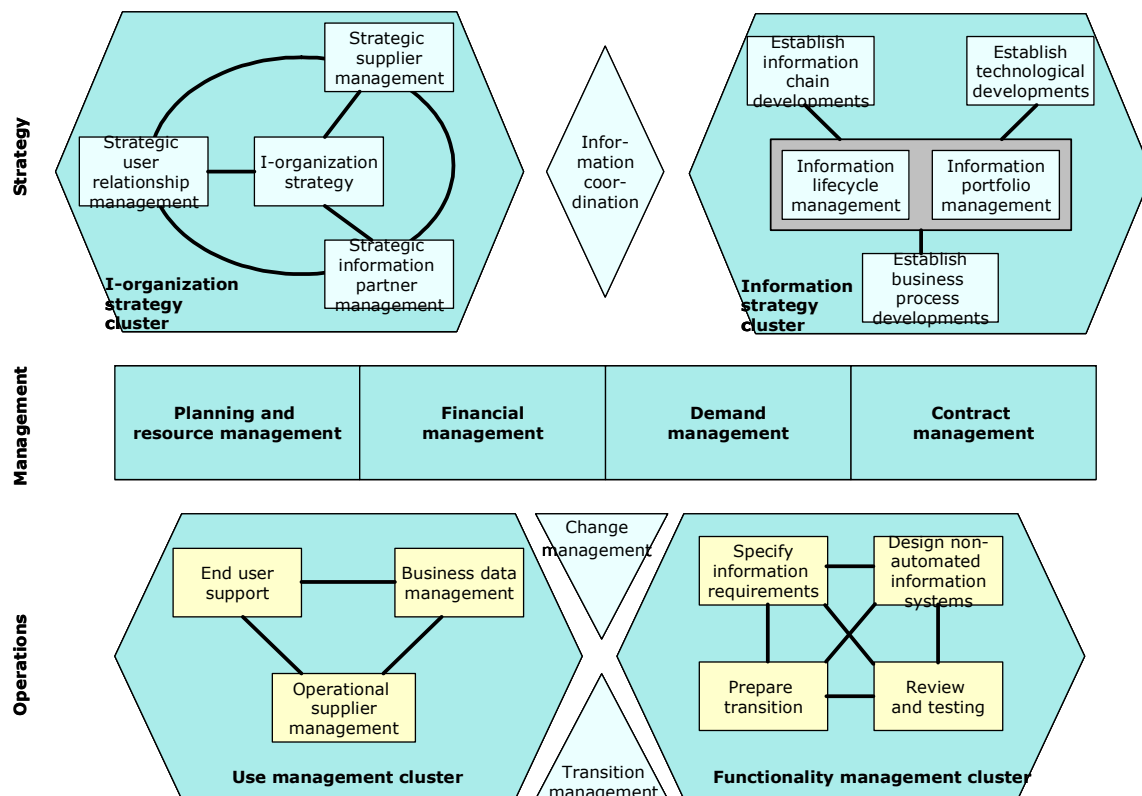 Strategy
Strategic
supplier
management
Strategic
user
relationship
management
I-organization
strategy
Strategic
information
partner
management
I-organization
strategy
cluster
Infor-
mation
coor-
dination
Establish
information
chain
developments
Establish
technological
developments
Information
lifecycle
management
Information
portfolio
management
Establish
business
process
developments
Information
strategy
cluster
Management
Planning and
resource management
Financial
management
Demand
management
Contract
management
Operations
End user
support
Business data
management
Operational
supplier
management
Use management cluster
Change
management
Transition
management
Specify
information
requirements
Design non-
automated
information
systems
Prepare
transition
Review
and testing
Functionality management cluster